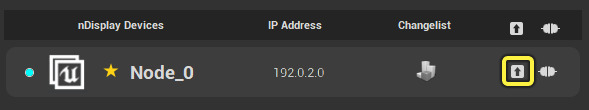 nDisplay Devices IP Address Changelist
Node_0 192.0.2.0